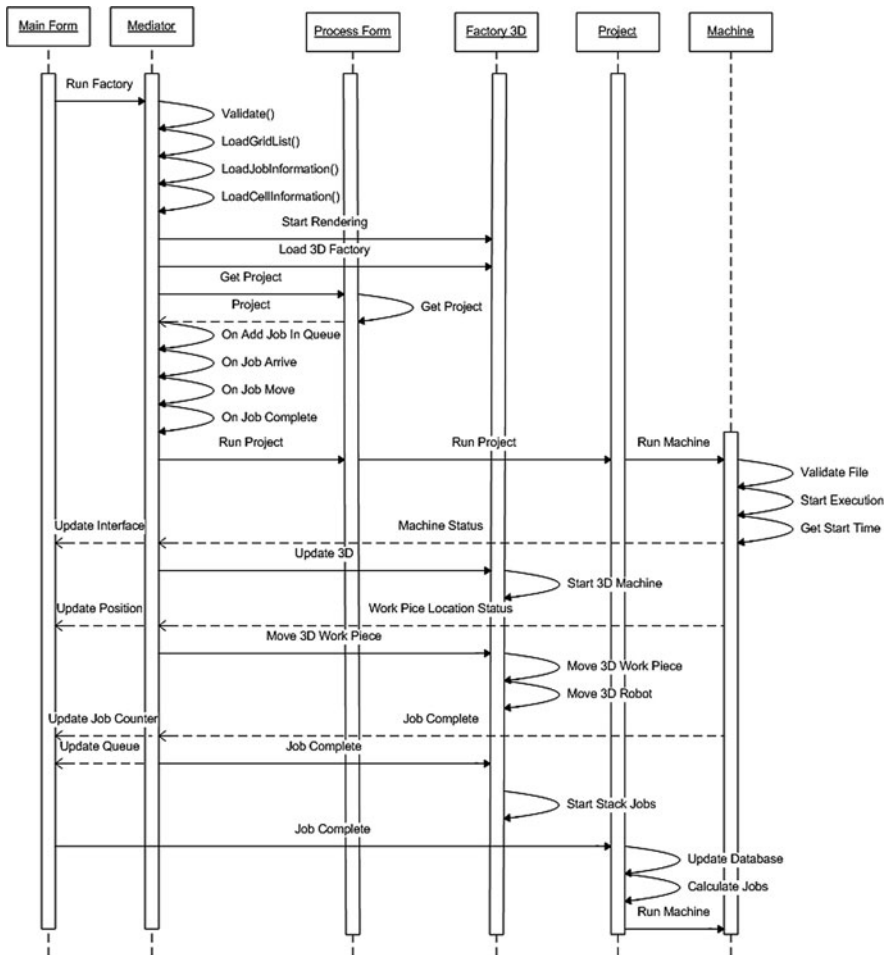 Main Form
Mediator
Process Form
Factory 3D
Project
Machine
Run Factory
Validate()
LoadGridList()
LoadJobInformation()
LoadCellInformation()
Start Rendering
Load 3D Factory
Get Project
Project
Get Project
On Add Job In Queue
On Job Arrive
On Job Move
On Job Complete
Run Project
Run Project
Run Machine
Validate File
Start Execution
Get Start Time
Update Interface
Machine Status
Update 3D
Start 3D Machine
Update Position
Work Pice Location Status
Move 3D Work Piece
Move 3D Work Piece
Move 3D Robot
Update Job Counter
Job Complete
Update Queue
Job Complete
Start Stack Jobs
Job Complete
Update Database
Calculate Jobs
Run Machine